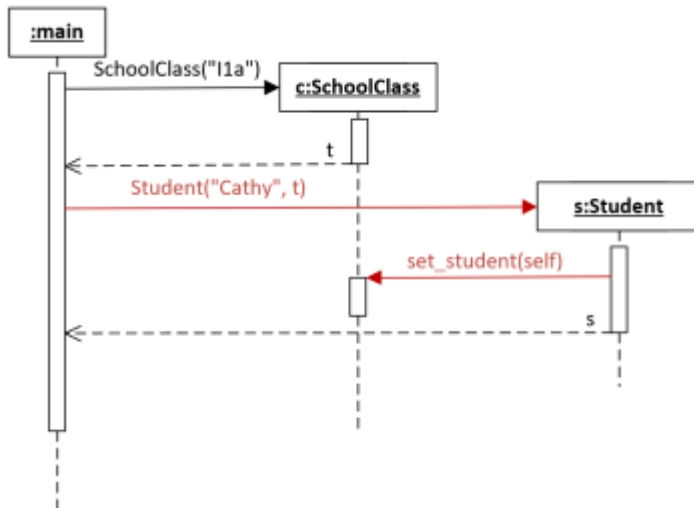 :main
SchoolClass("I1a")
c:SchoolClass
t
Student("Cathy", t)
s:Student
set_student(self)
s